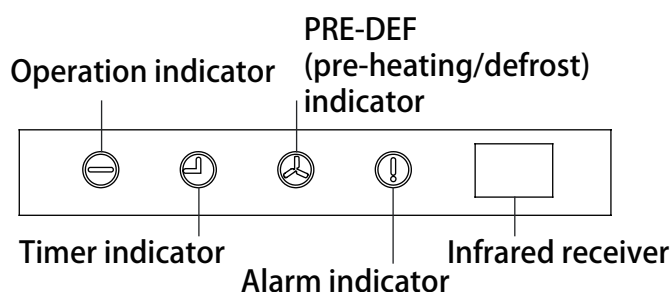 PRE-DEF
Operation indicator
(pre-heating/defrost)
indicator
Timer indicator
Infrared receiver
Alarm indicator